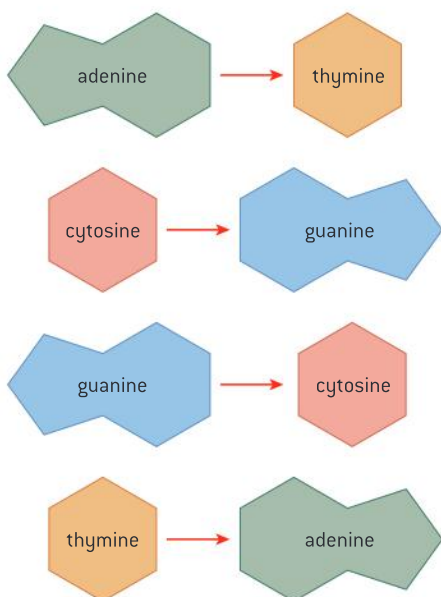 adenine
thymine
cytosine
guanine
guanine
cytosine
thymine
adenine